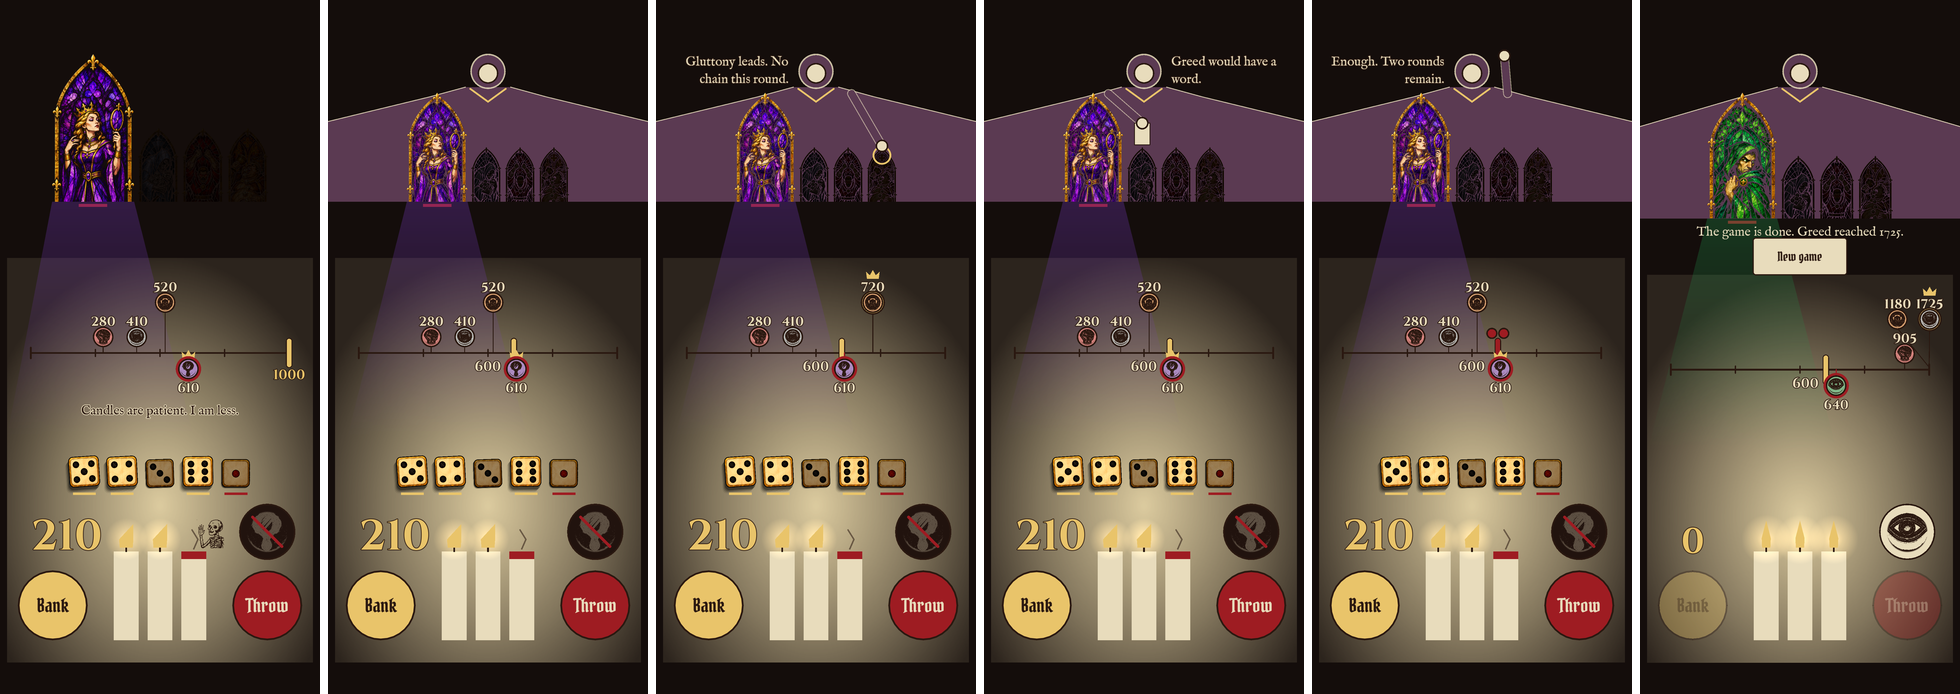 520
280 410
1000
610
Candles are patient. I am less.
210
Bank
Throw
520
280 410
600
610
210
Bank
Throw
Gluttony leads. No
chain this round.
720
280 410
600
610
210
Bank
Throw
Greed would have a
word.
520
280 410
600
610
210
Bank
Throw
Enough. Two rounds
remain.
520
280 410
600
610
210
Bank
Throw
The game is done. Greed reached 1725.
New game
1180 1725
905
600
640
0
Bank
Throw